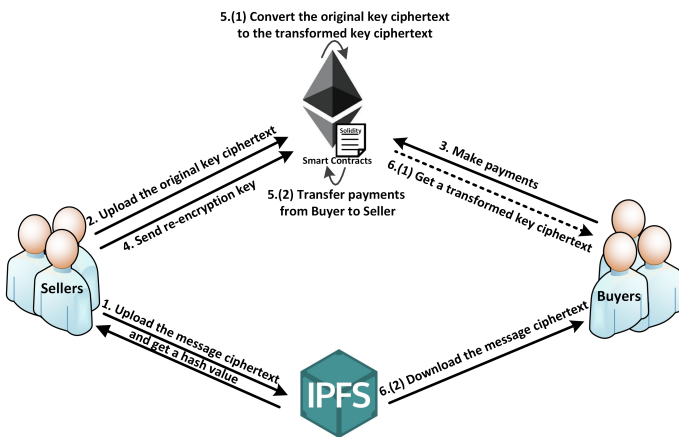 5.(1) Convert the original key ciphertext
to the transformed key ciphertext
Solidity
Smart Contracts
2. Upload the original key ciphertext
4. Send re-encryption key
5.(2) Transfer payments
from Buyer to Seller
3. Make payments
6.(1) Get a transformed key ciphertext
Sellers
Buyers
1. Upload the message ciphertext
and get a hash value
IPFS
6.(2) Download the message ciphertext